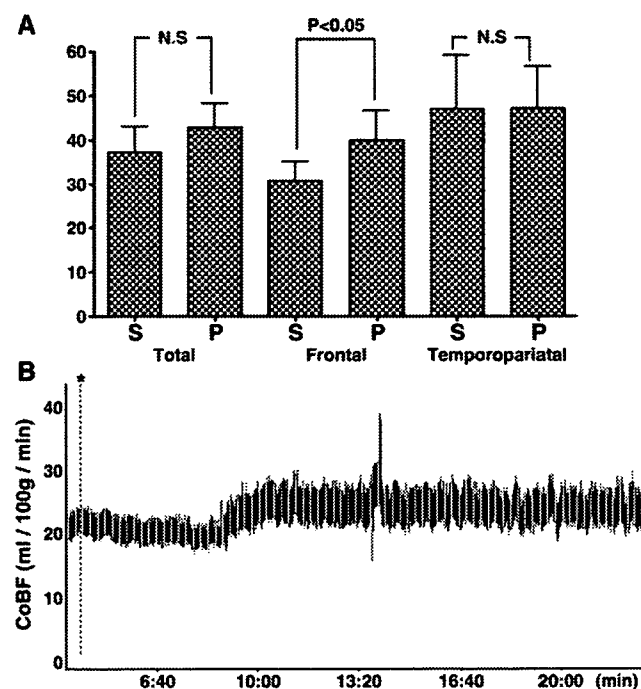 A
N.S
P<0.05
N.S
60
50
40
30
20
10
0
S P S P S P
Total Frontal Temporopariatal
B
*
40
30
20
10
0
CoBF (ml / 100g / min)
6:40 10:00 13:20 16:40 20:00 (min)